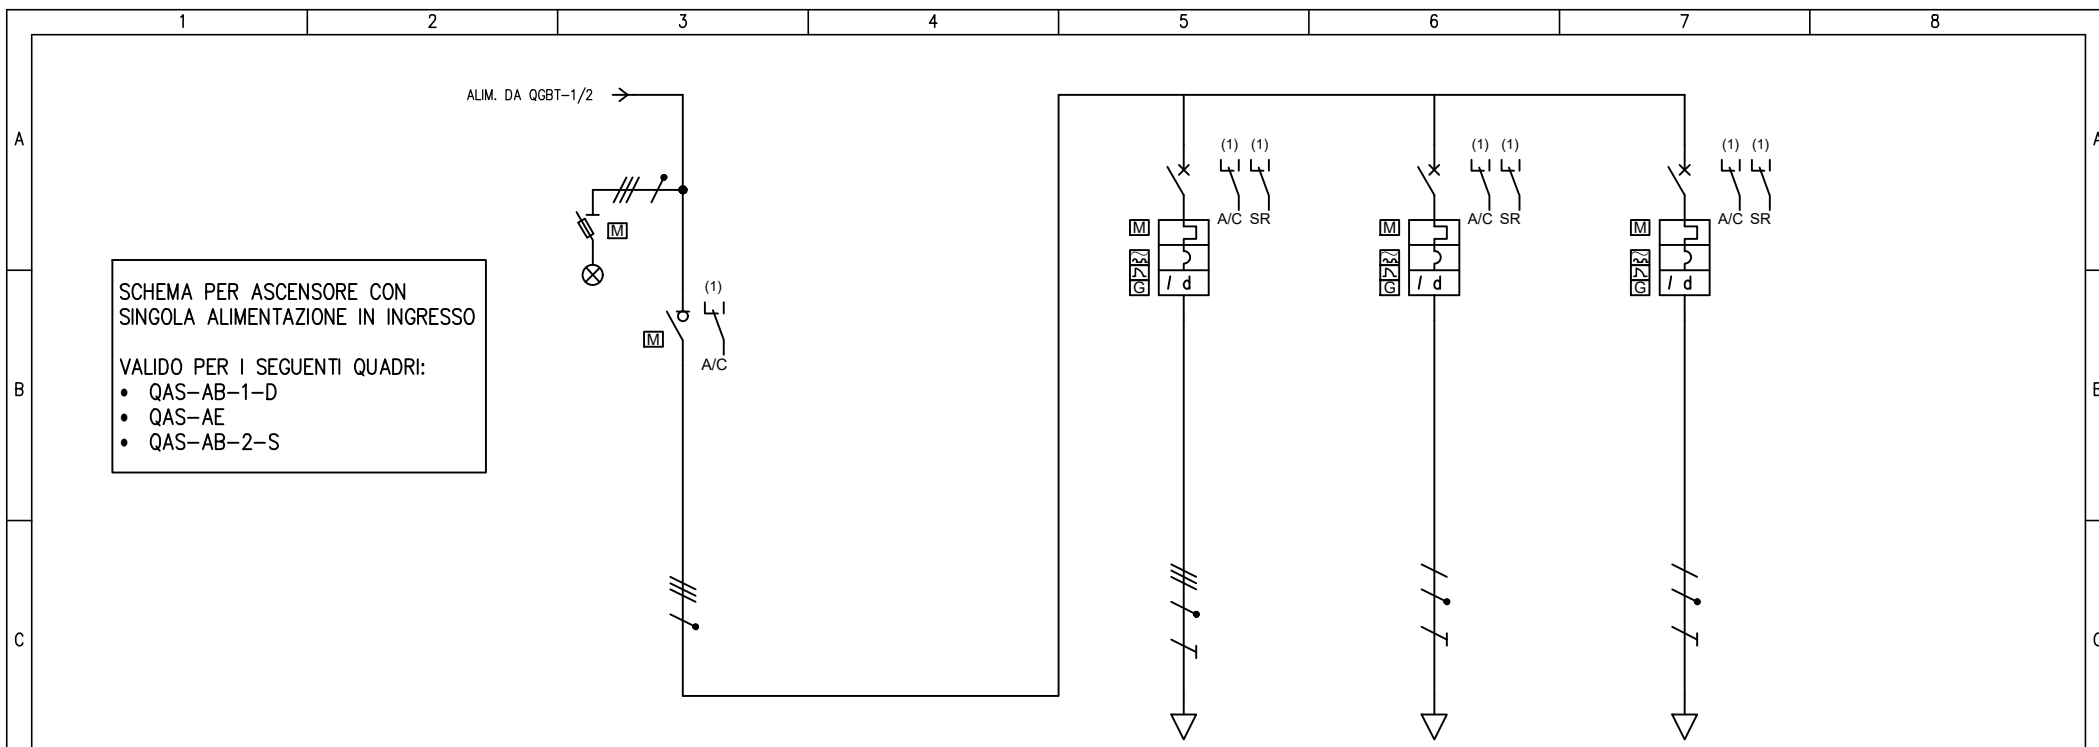 1 2 3 4 5 6 7 8
ALIM. DA QGBT-1/2
A A
(1) (1) (1) (1) (1) (1)
A/C SR A/C SR A/C SR
M M M M
I d I d I d
G G G
SCHEMA PER ASCENSORE CON
SINGOLA ALIMENTAZIONE IN INGRESSO
VALIDO PER I SEGUENTI QUADRI:
• QAS-AB-1-D
• QAS-AE
• QAS-AB-2-S
(1)
M
A/C
B B
C C